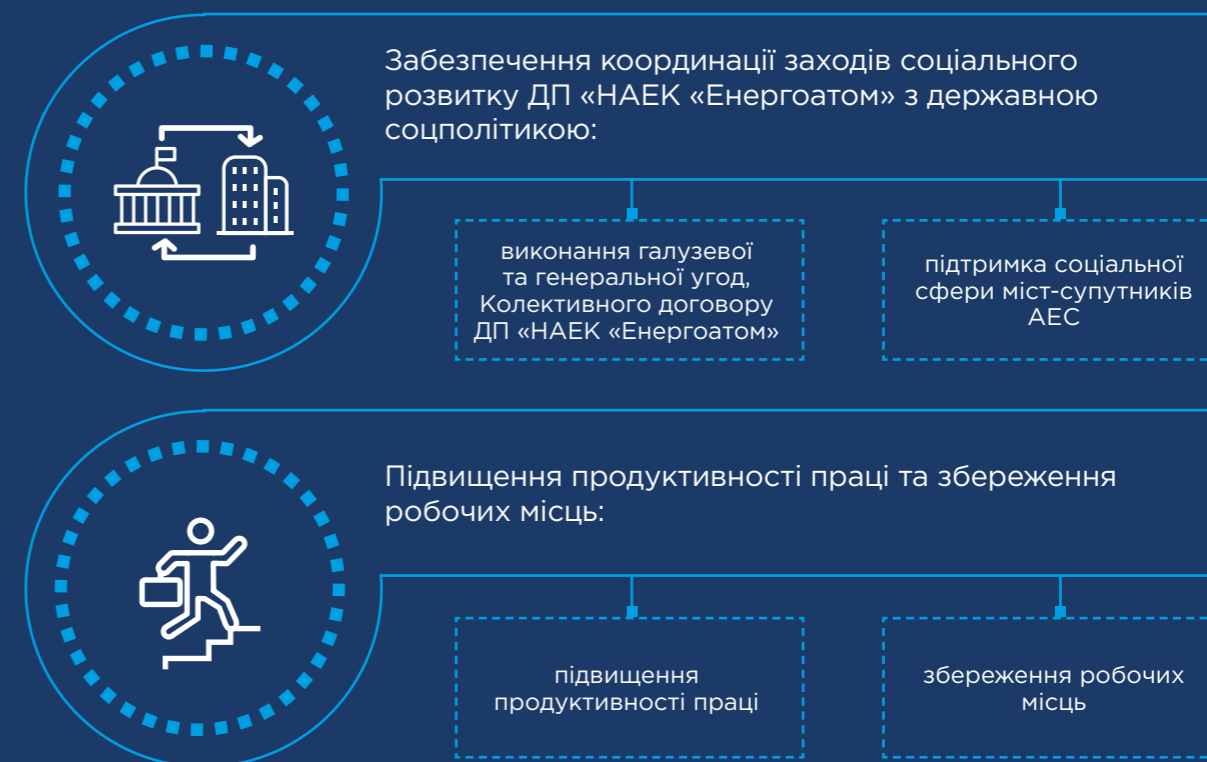 Забезпечення координації заходів соціального
розвитку ДП «НАЕК «Енергоатом» з державною
соцполітикою:
виконання галузевої
та генеральної угод,
Колективного договору
ДП «НАЕК «Енергоатом»
підтримка соціальної
сфери міст-супутників
АЕС
Підвищення продуктивності праці та збереження
робочих місць:
підвищення
продуктивності праці
збереження робочих
місць